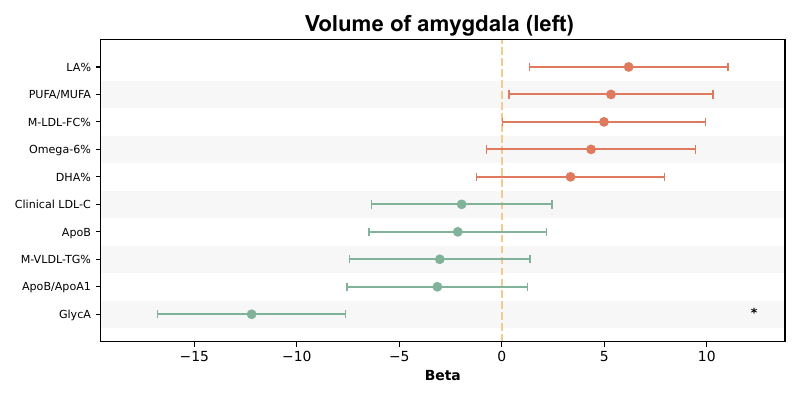 Volume of amygdala (left)
LA%
PUFA/MUFA
M-LDL-FC%
Omega-6%
DHA%
Clinical LDL-C
ApoB
M-VLDL-TG%
ApoB/ApoA1
GlycA *
−15 −10 −5 0 5 10
Beta